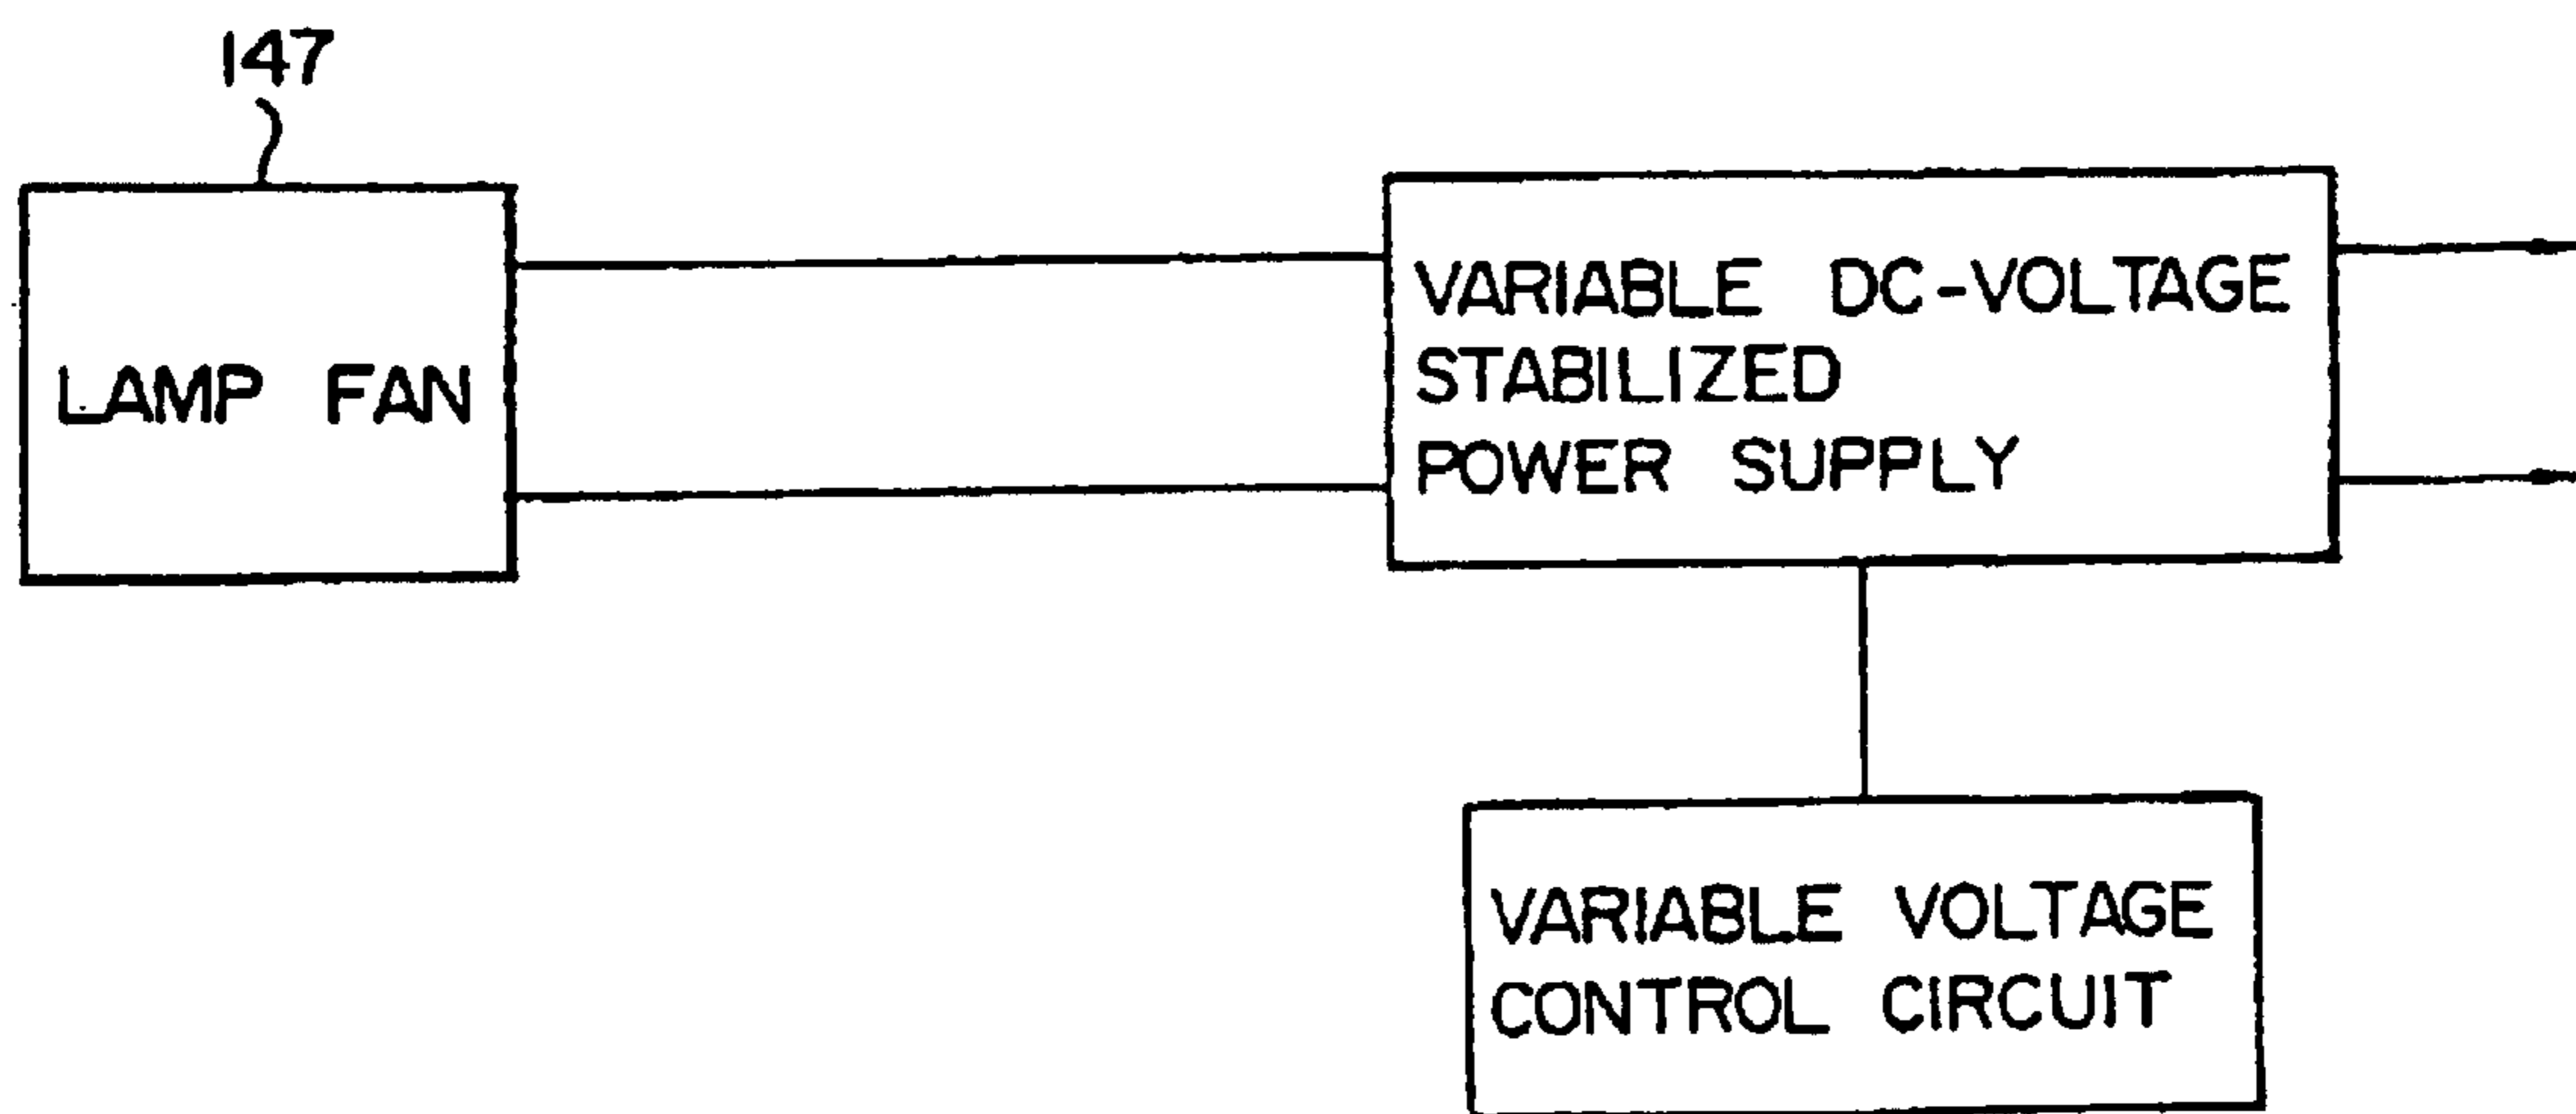 147
LAMP FAN
VARIABLE DC-VOLTAGE
STABILIZED
POWER SUPPLY
VARIABLE VOLTAGE
CONTROL CIRCUIT